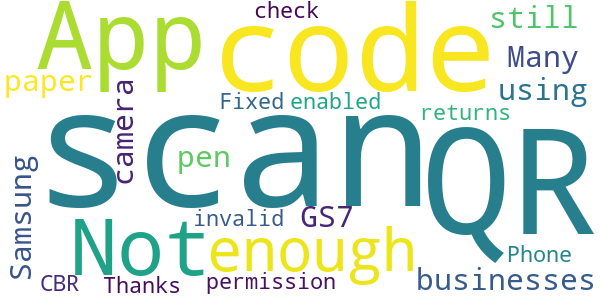 check
still
App
code
Many
paper
camera
using
Fixed
enabled
returns
scan
QR
pen
Samsung
invalid
GS7
Not
enough
Phone
CBR
Thanks
permission
businesses